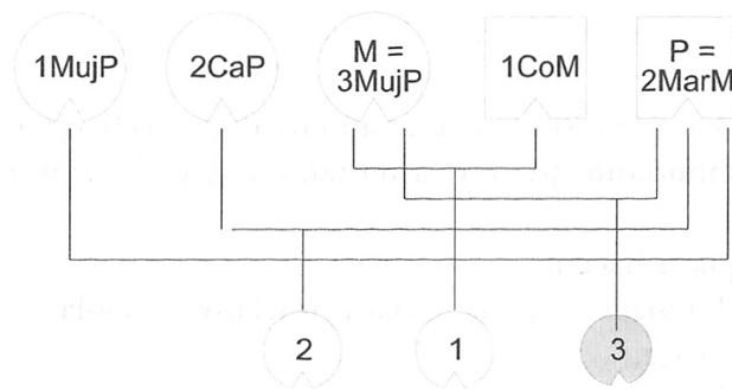 1MujP
2CaP
M =
3MujP
1CoM
P =
2MarM
2
1
3